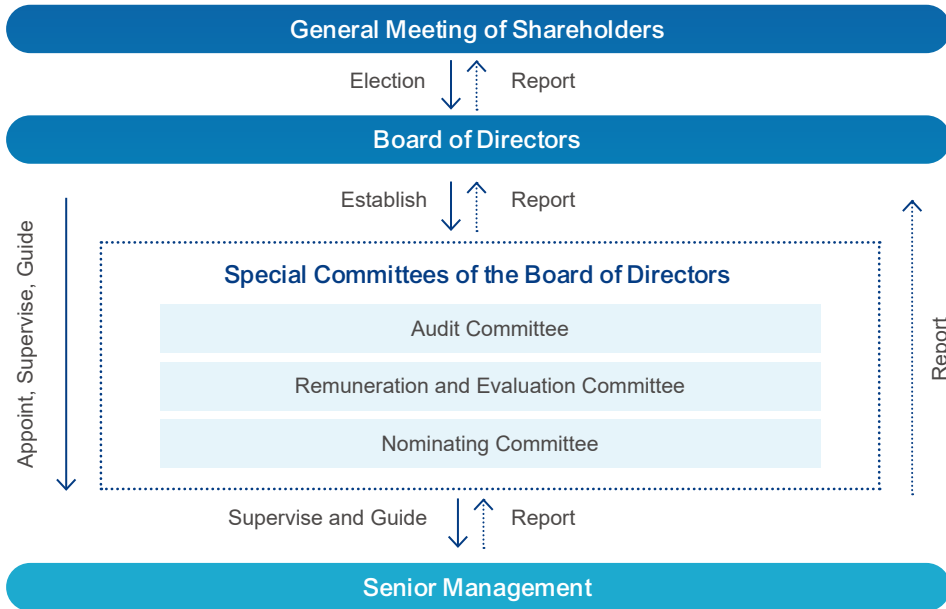 General Meeting of Shareholders
Election
Report
Board of Directors
Establish
Report
Appoint, Supervise, Guide
Special Committees of the Board of Directors
Audit Committee
Remuneration and Evaluation Committee
Nominating Committee
Report
Supervise and Guide
Report
Senior Management